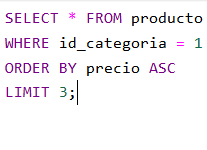 SELECT * FROM producto
WHERE id_categoria = 1
ORDER BY precio ASC
LIMIT 3;